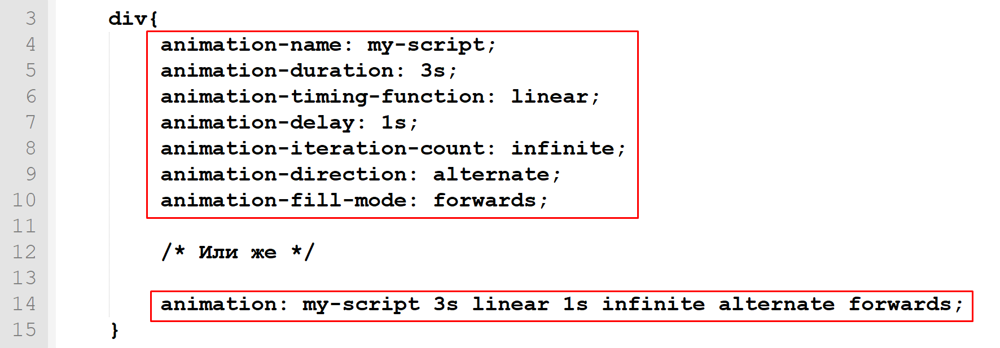 3 div{
4 animation-name: my-script;
5 animation-duration: 3s;
6 animation-timing-function: linear;
7 animation-delay: 1s;
8 animation-iteration-count: infinite;
9 animation-direction: alternate;
10 animation-fill-mode: forwards;
11
12 /* Или же */
13
14 animation: my-script 3s linear 1s infinite alternate forwards;
15 }